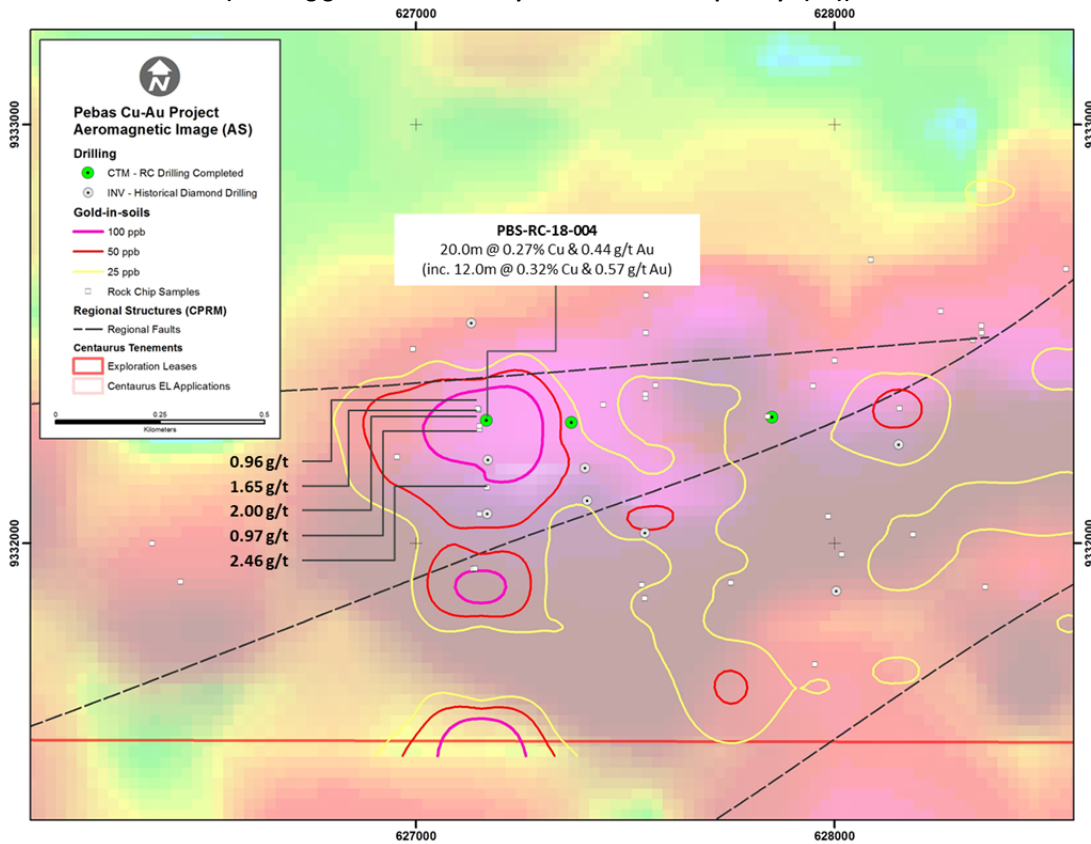 627000
628000
9333000
9333000
N
Pebas Cu-Au Project
Aeromagnetic Image (AS)
Drilling
CTM - RC Drilling Completed
INV - Historical Diamond Drilling
Gold-in-soils
100 ppb
50 ppb
25 ppb
Rock Chip Samples
Regional Structures (CPRM)
Regional Faults
Centaurus Tenements
Exploration Leases
Centaurus EL Applications
0 0.25 0.5
Kilometers
PBS-RC-18-004
20.0m @ 0.27% Cu & 0.44 g/t Au
(inc. 12.0m @ 0.32% Cu & 0.57 g/t Au)
0.96 g/t
1.65 g/t
2.00 g/t
0.97 g/t
2.46 g/t
9332000
9332000
627000
628000